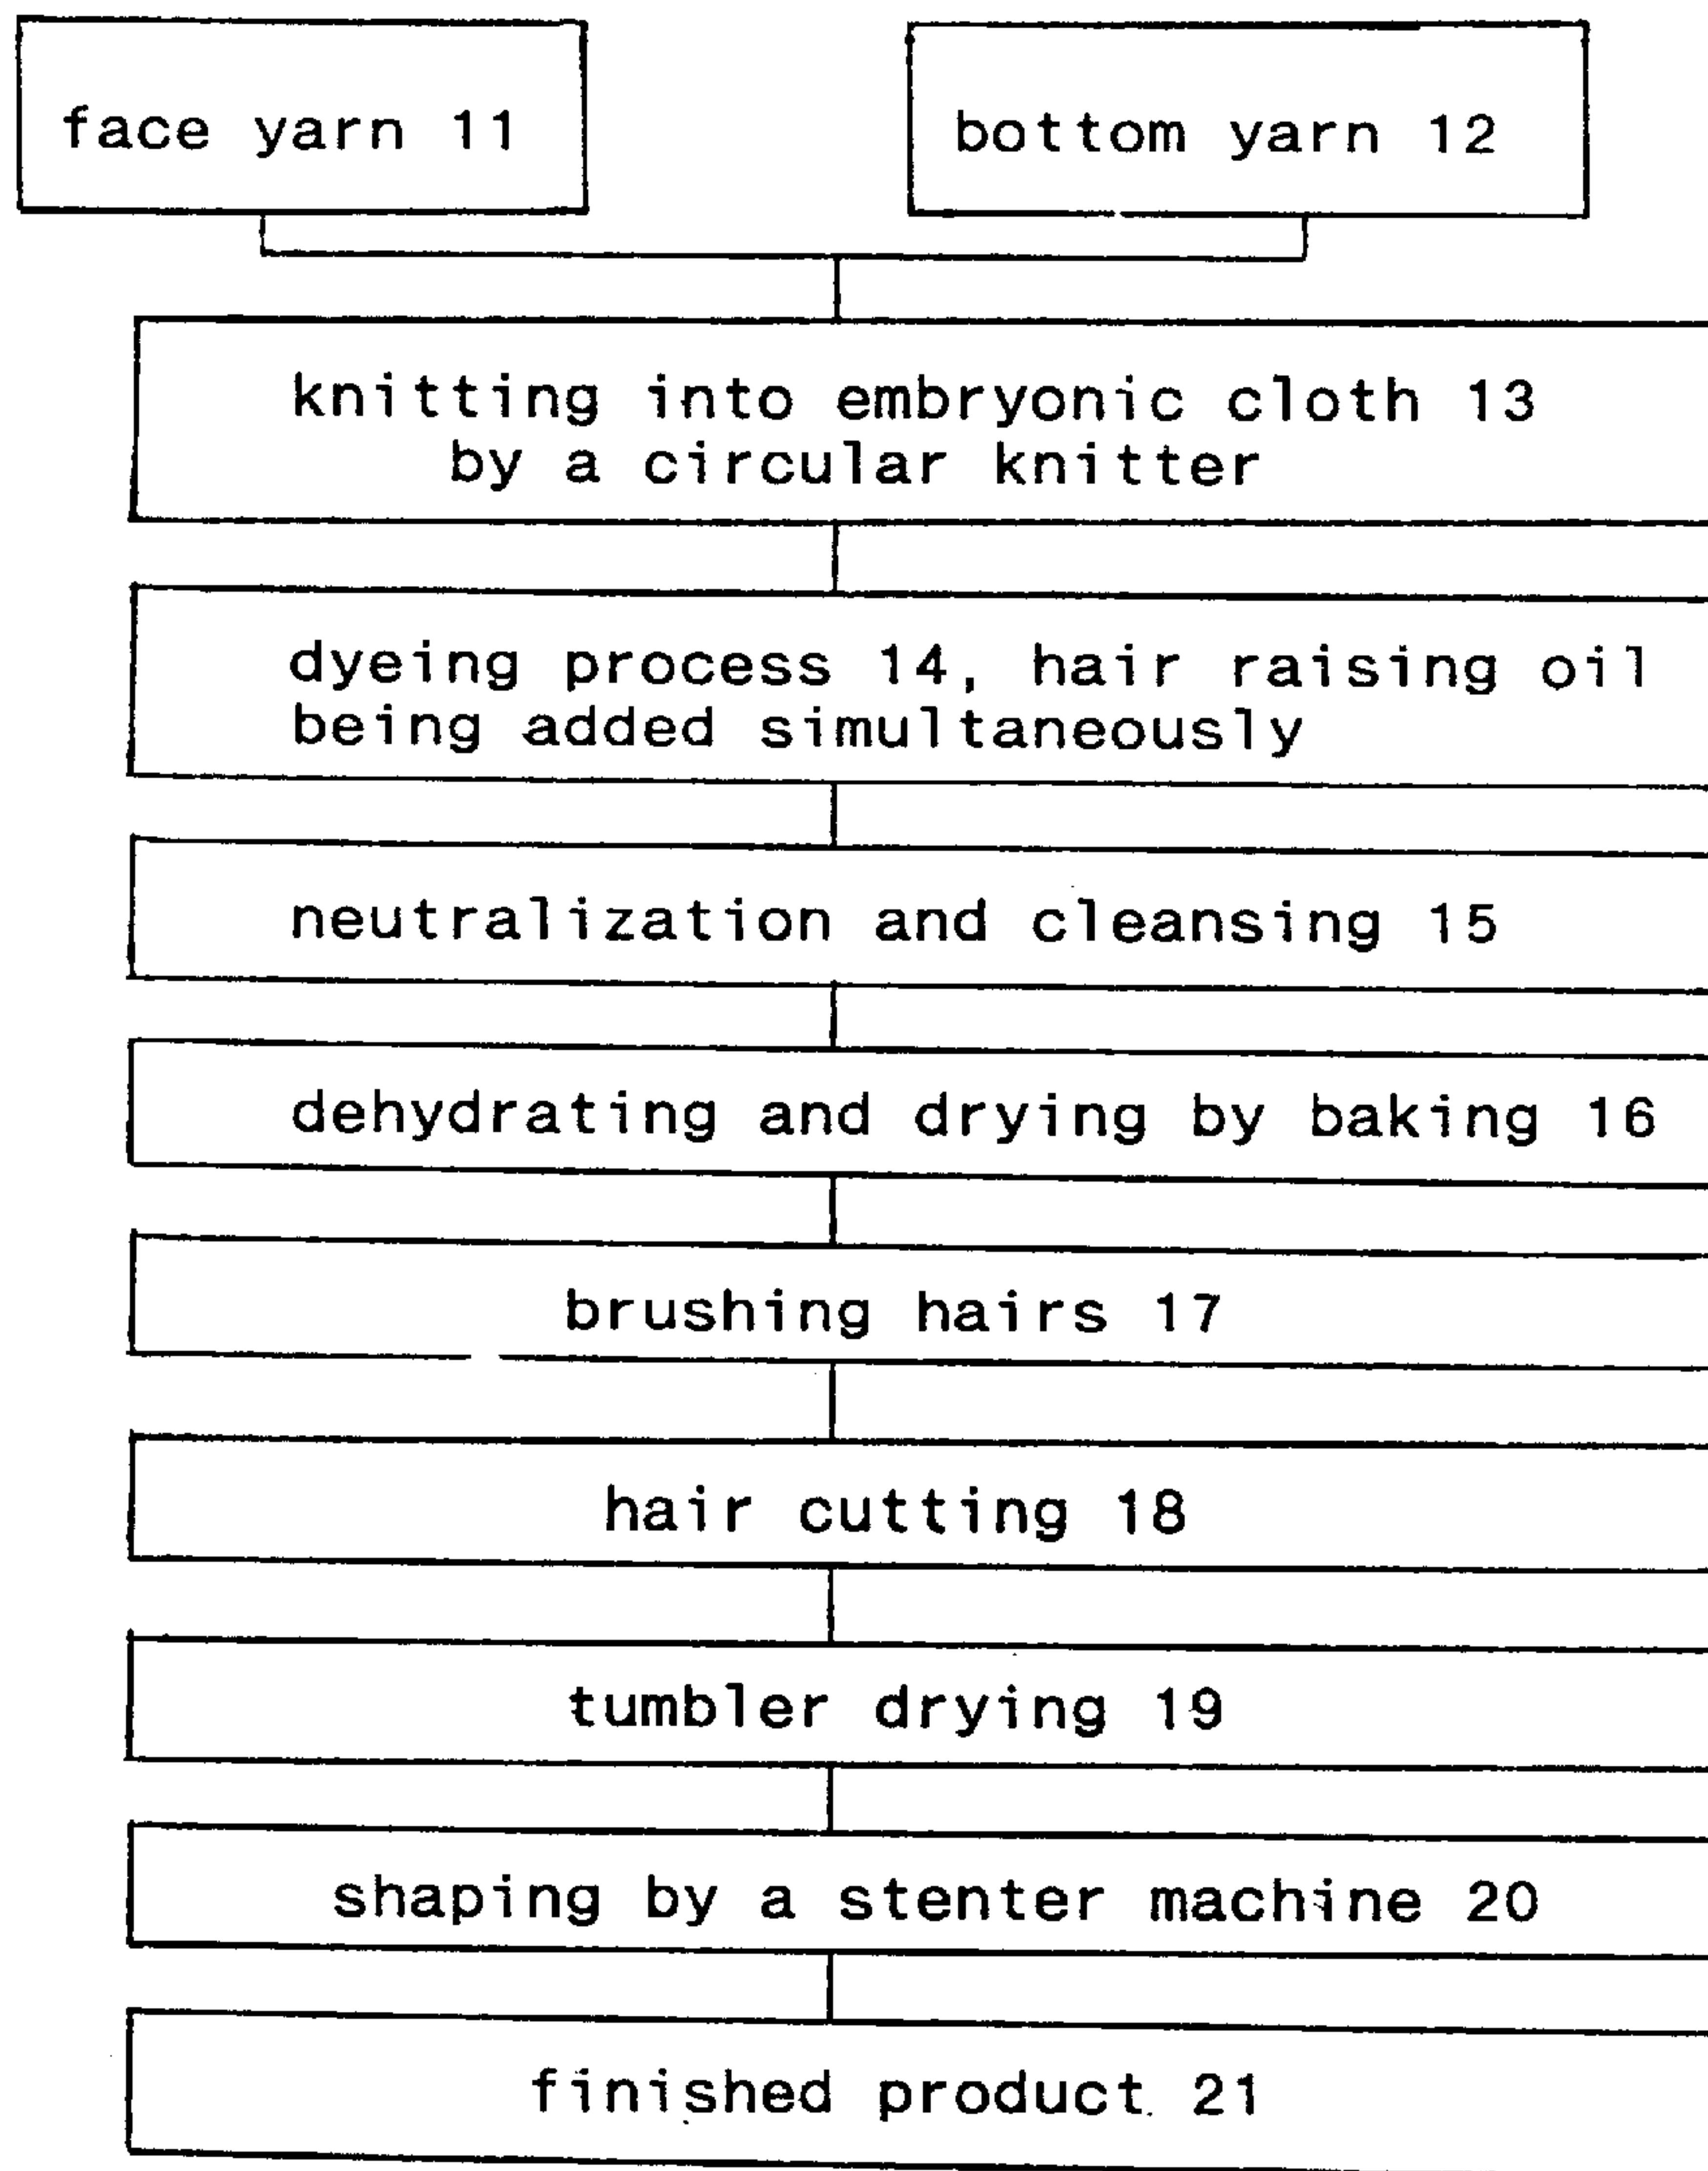 face yarn 11
bottom yarn 12
knitting into embryonic cloth 13
by a circular knitter
dyeing process 14, hair raising oil
being added simultaneously
neutralization and cleansing 15
dehydrating and drying by baking 16
brushing hairs 17
hair cutting 18
tumbler drying 19
shaping by a stenter machine 20
finished product 21